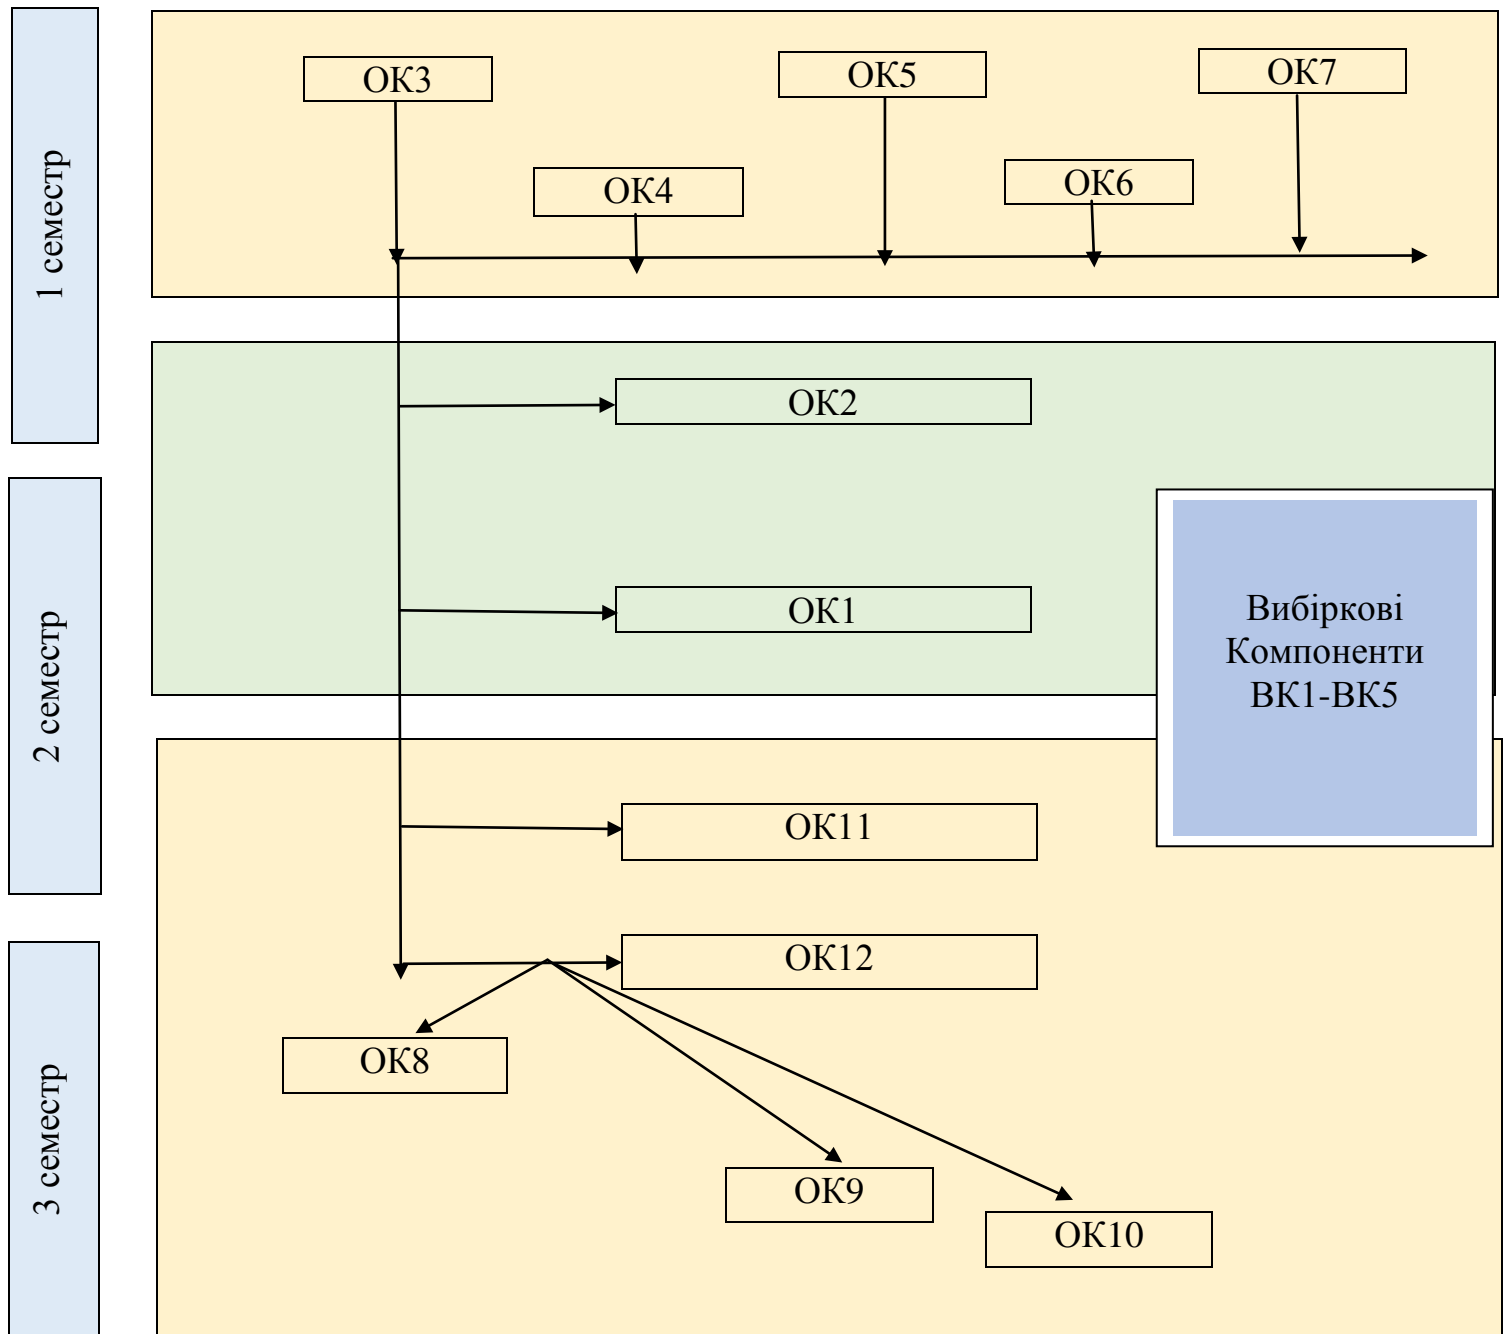 1 семестр
ОК3
ОК5
ОК7
ОК4
ОК6
ОК2
2 семестр
ОК1
Вибіркові
Компоненти
ВК1-ВК5
ОК11
3 семестр
ОК12
ОК8
ОК9
ОК10